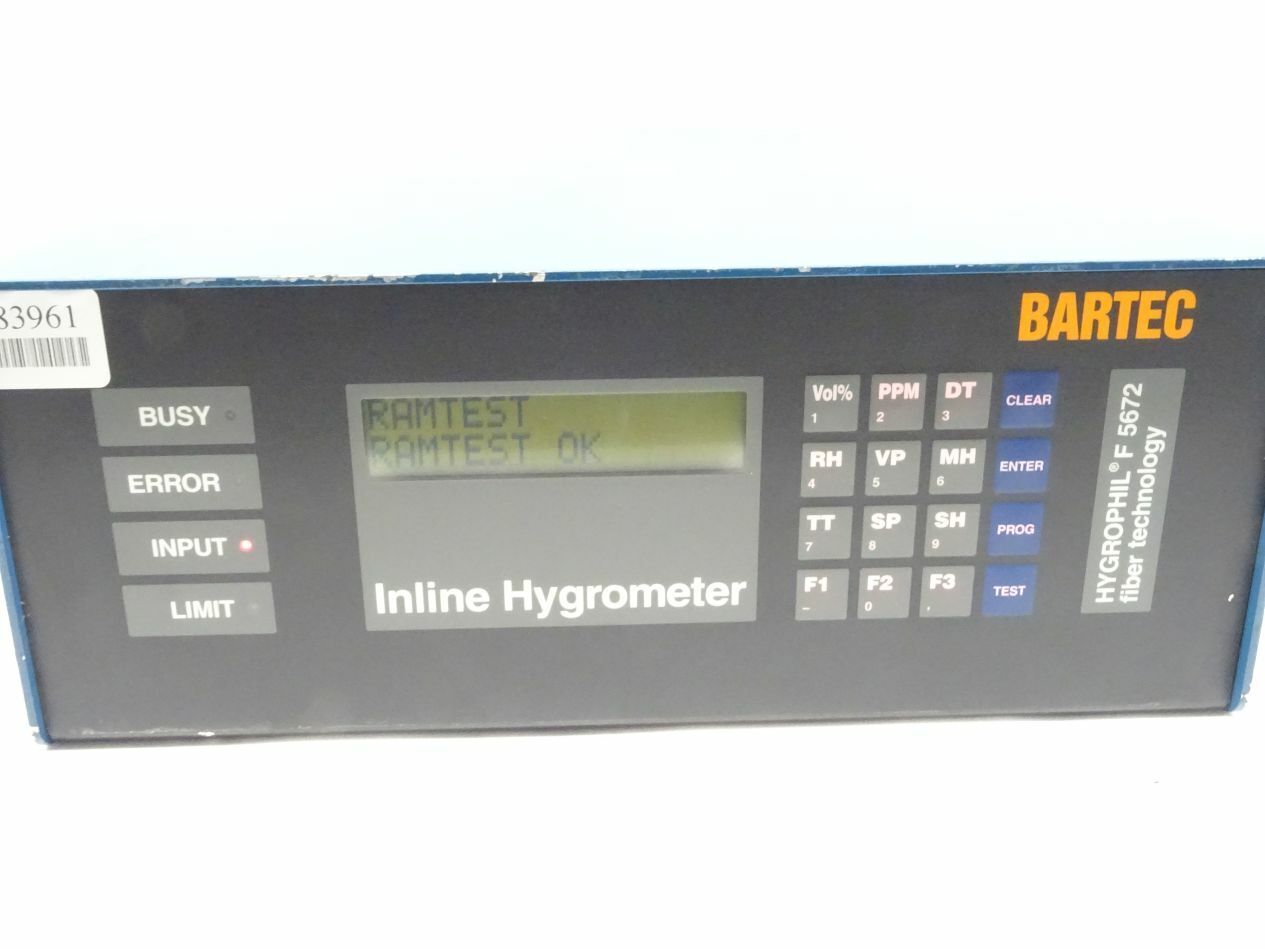 83961
BARTEC
BUSY
ERROR
INPUT
LIMIT
RAMTEST
RAMTEST OK
Inline Hygrometer
Vol% PPM DT CLEAR
1 2 3
RH VP MH ENTER
4 5 6
TT SP SH PROG
7 8 9
F1 F2 F3 TEST
– 0 ,
HYGROPHIL® F 5672
fiber technology